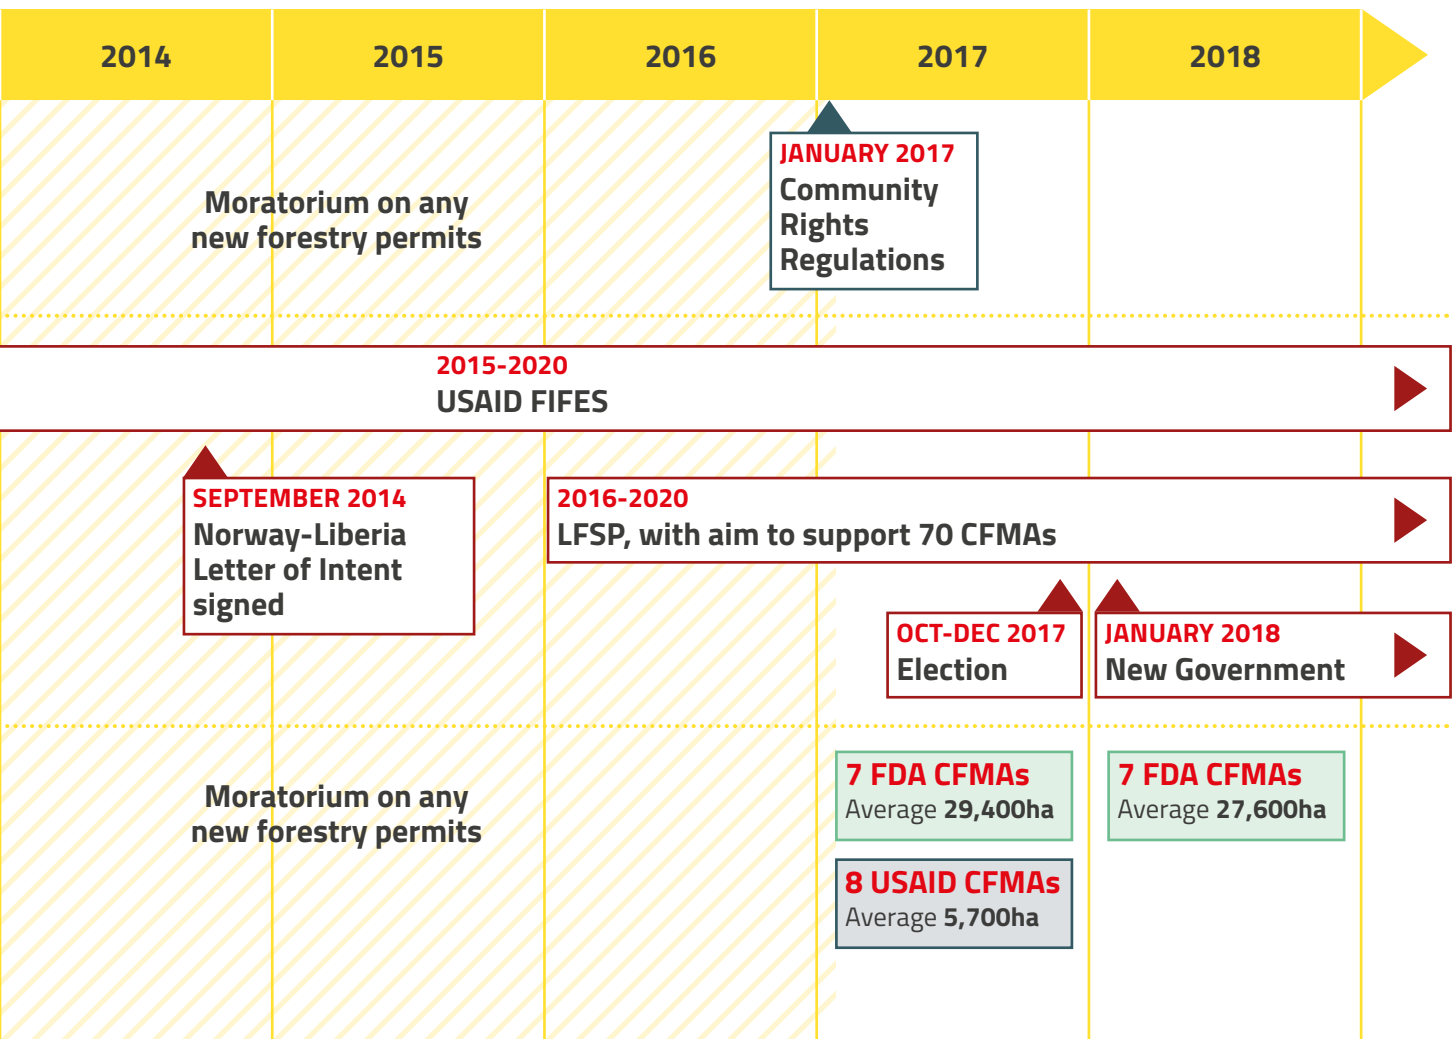 2014
2015
2016
2017
2018
JANUARY 2017
Community
Rights
Regulations
Moratorium on any
new forestry permits
2015-2020
USAID FIFES
SEPTEMBER 2014
Norway-Liberia
Letter of Intent
signed
2016-2020
LFSP, with aim to support 70 CFMAs
OCT-DEC 2017
Election
JANUARY 2018
New Government
Moratorium on any
new forestry permits
7 FDA CFMAs
Average 29,400ha
7 FDA CFMAs
Average 27,600ha
8 USAID CFMAs
Average 5,700ha